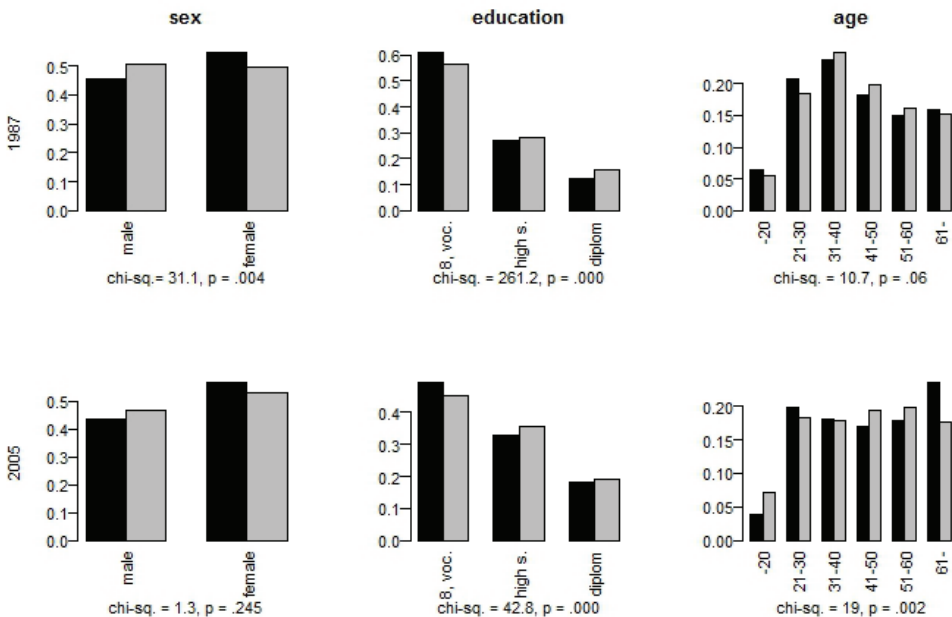 sex education age
1987
0.0 0.1 0.2 0.3 0.4 0.5
male female
chi-sq.= 31.1, p = .004
0.0 0.1 0.2 0.3 0.4 0.5 0.6
8, voc. high s. diplom
chi-sq. = 261.2, p = .000
0.00 0.05 0.10 0.15 0.20
-20 21-30 31-40 41-50 51-60 61-
chi-sq. = 10.7, p = .06
2005
0.0 0.1 0.2 0.3 0.4 0.5
male female
chi-sq. = 1.3, p = .245
0.0 0.1 0.2 0.3 0.4
8, voc. high s. diplom
chi-sq. = 42.8, p = .000
0.00 0.05 0.10 0.15 0.20
-20 21-30 31-40 41-50 51-60 61-
chi-sq. = 19, p = .002